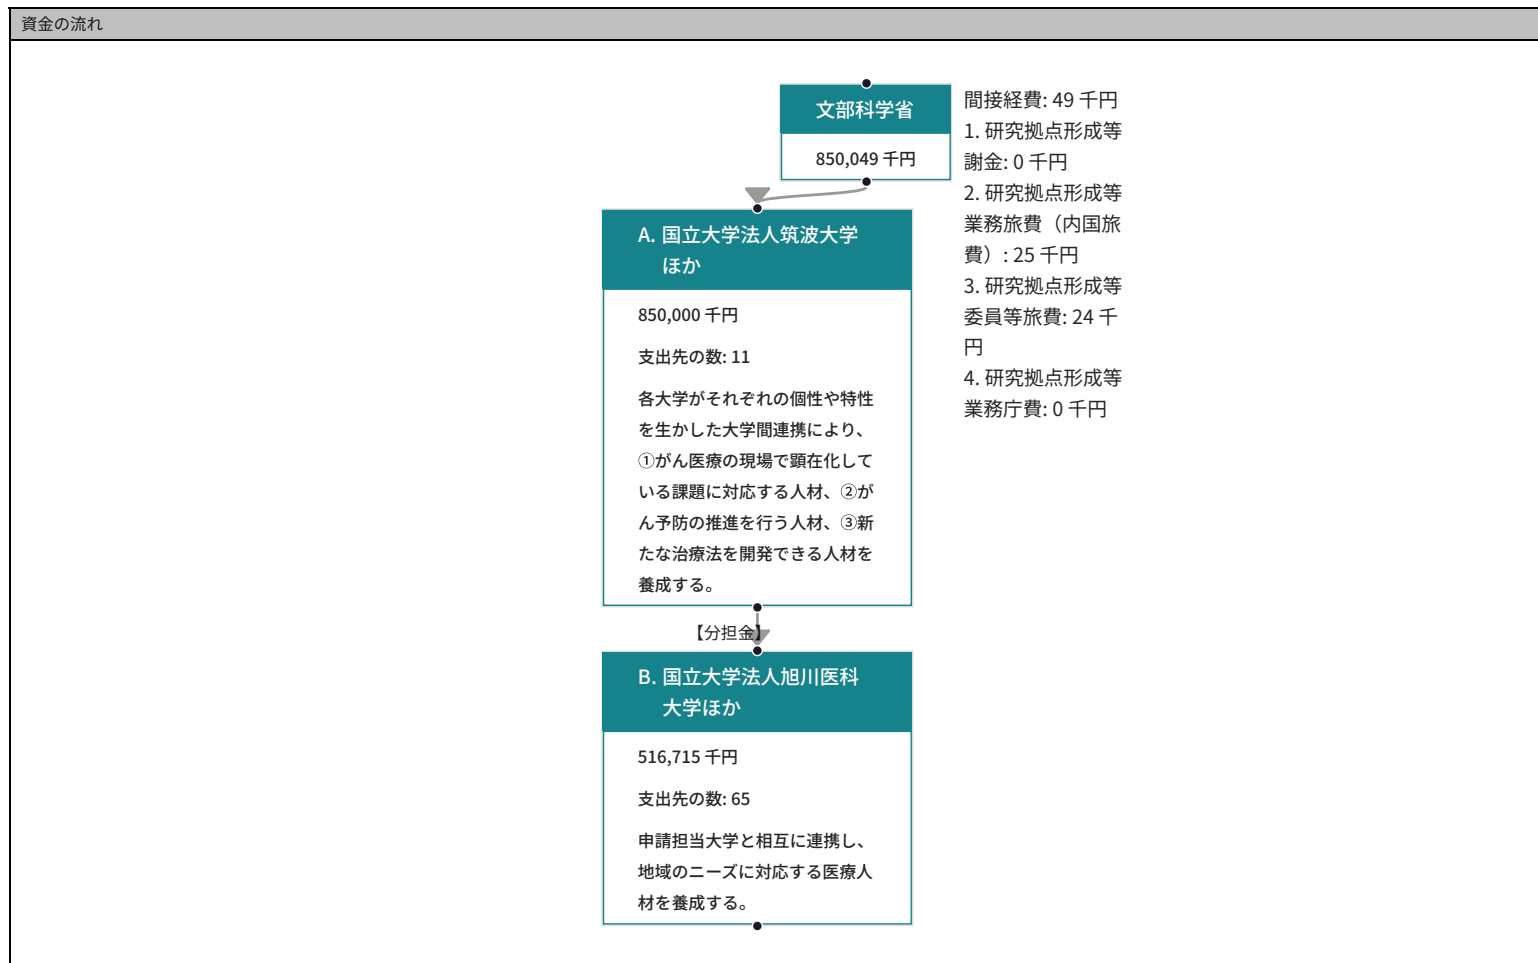 資金の流れ
文部科学省
850,049 千円
間接経費: 49 千円
1. 研究拠点形成等
謝金: 0 千円
2. 研究拠点形成等
業務旅費（内国旅
費）: 25 千円
3. 研究拠点形成等
委員等旅費: 24 千
円
4. 研究拠点形成等
業務庁費: 0 千円
A. 国立大学法人筑波大学
ほか
850,000 千円
支出先の数: 11
各大学がそれぞれの個性や特性
を生かした大学間連携により、
①がん医療の現場で顕在化して
いる課題に対応する人材、②が
ん予防の推進を行う人材、③新
たな治療法を開発できる人材を
養成する。
【分担金】
B. 国立大学法人旭川医科
大学ほか
516,715 千円
支出先の数: 65
申請担当大学と相互に連携し、
地域のニーズに対応する医療人
材を養成する。